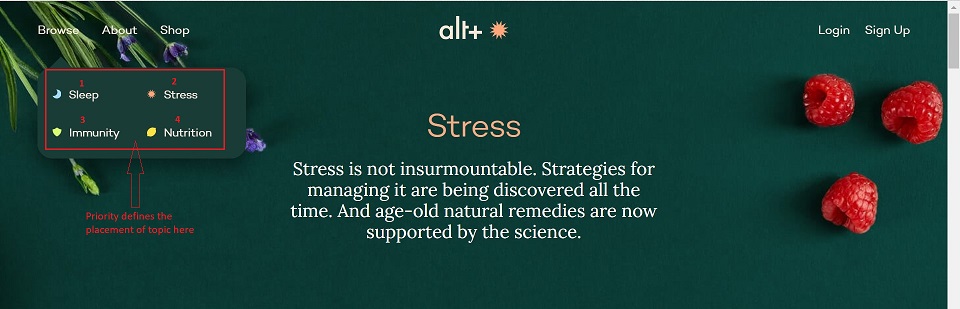 Browse About Shop
alt+
Login Sign Up
1 2
Sleep Stress
3 4
Immunity Nutrition
Priority defines the
placement of topic here
Stress
Stress is not insurmountable. Strategies for
managing it are being discovered all the
time. And age-old natural remedies are now
supported by the science.